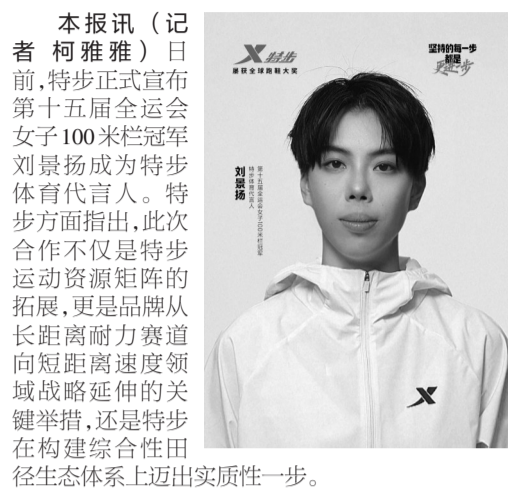 本报讯（记
者 柯雅雅）日
前,特步正式宣布
第十五届全运会
女子100米栏冠军
刘景扬成为特步
体育代言人。特
步方面指出,此次
合作不仅是特步
运动资源矩阵的
拓展,更是品牌从
长距离耐力赛道
向短距离速度领
域战略延伸的关
键举措,还是特步
在构建综合性田
径生态体系上迈出实质性一步。
特步
屡获全球跑鞋大奖
坚持的每一步
都是
第十五届全运会女子100米栏冠军
特步体育代言人
刘景扬